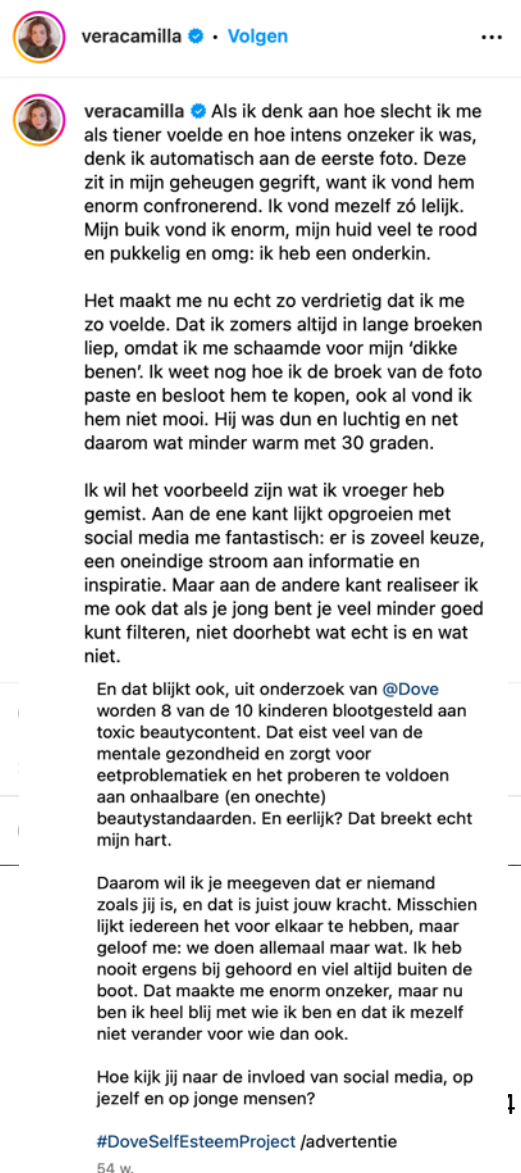 veracamilla • Volgen ...
veracamilla Als ik denk aan hoe slecht ik me
als tiener voelde en hoe intens onzeker ik was,
denk ik automatisch aan de eerste foto. Deze
zit in mijn geheugen gegrift, want ik vond hem
enorm confronerend. Ik vond mezelf zó lelijk.
Mijn buik vond ik enorm, mijn huid veel te rood
en pukkelig en omg: ik heb een onderkin.
Het maakt me nu echt zo verdrietig dat ik me
zo voelde. Dat ik zomers altijd in lange broeken
liep, omdat ik me schaamde voor mijn ‘dikke
benen’. Ik weet nog hoe ik de broek van de foto
paste en besloot hem te kopen, ook al vond ik
hem niet mooi. Hij was dun en luchtig en net
daarom wat minder warm met 30 graden.
Ik wil het voorbeeld zijn wat ik vroeger heb
gemist. Aan de ene kant lijkt opgroeien met
social media me fantastisch: er is zoveel keuze,
een oneindige stroom aan informatie en
inspiratie. Maar aan de andere kant realiseer ik
me ook dat als je jong bent je veel minder goed
kunt filteren, niet doorhebt wat echt is en wat
niet.
En dat blijkt ook, uit onderzoek van @Dove
worden 8 van de 10 kinderen blootgesteld aan
toxic beautycontent. Dat eist veel van de
mentale gezondheid en zorgt voor
eetproblematiek en het proberen te voldoen
aan onhaalbare (en onechte)
beautystandaarden. En eerlijk? Dat breekt echt
mijn hart.
Daarom wil ik je meegeven dat er niemand
zoals jij is, en dat is juist jouw kracht. Misschien
lijkt iedereen het voor elkaar te hebben, maar
geloof me: we doen allemaal maar wat. Ik heb
nooit ergens bij gehoord en viel altijd buiten de
boot. Dat maakte me enorm onzeker, maar nu
ben ik heel blij met wie ik ben en dat ik mezelf
niet verander voor wie dan ook.
Hoe kijk jij naar de invloed van social media, op
jezelf en op jonge mensen?
#DoveSelfEsteemProject /advertentie
54 w.